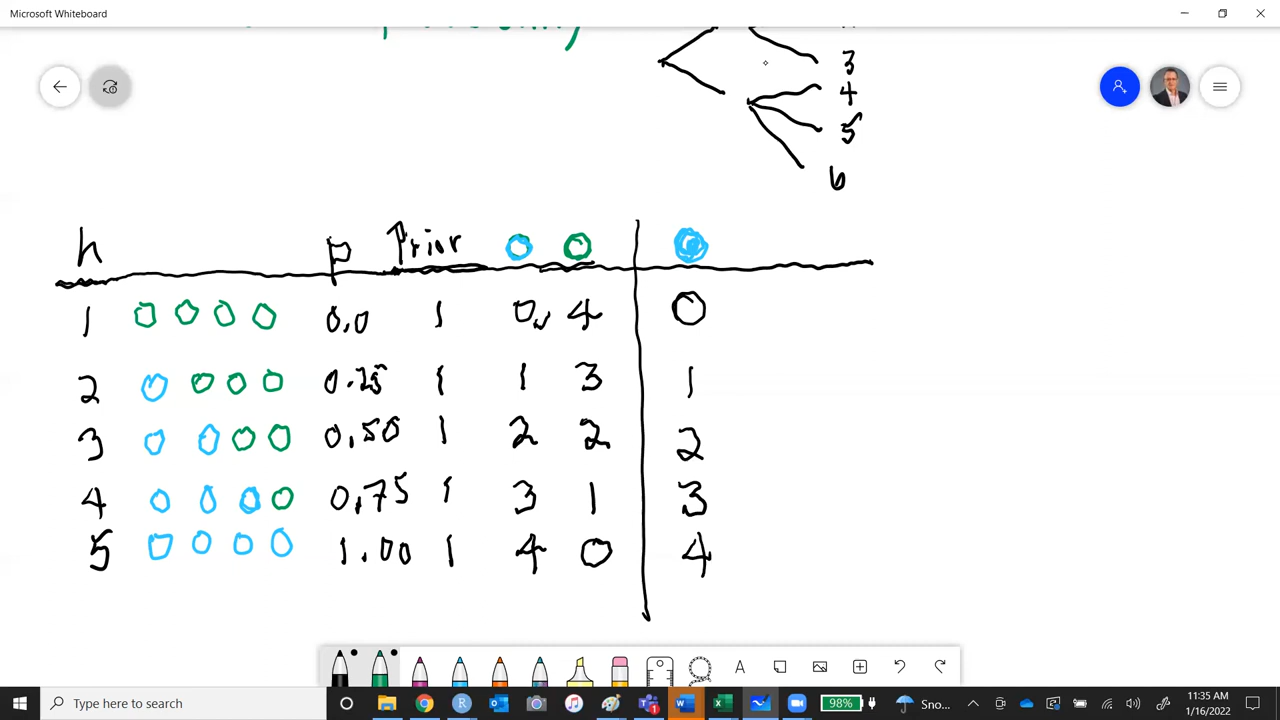 Microsoft Whiteboard
3
4
5
6
h p Prior
1 0.0 1 0, 4 0
2 0.25 1 1 3 1
3 0.50 1 2 2 2
4 0.75 1 3 1 3
5 1.00 1 4 0 4
A
Type here to search
98%
Sno...
11:35 AM
1/16/2022